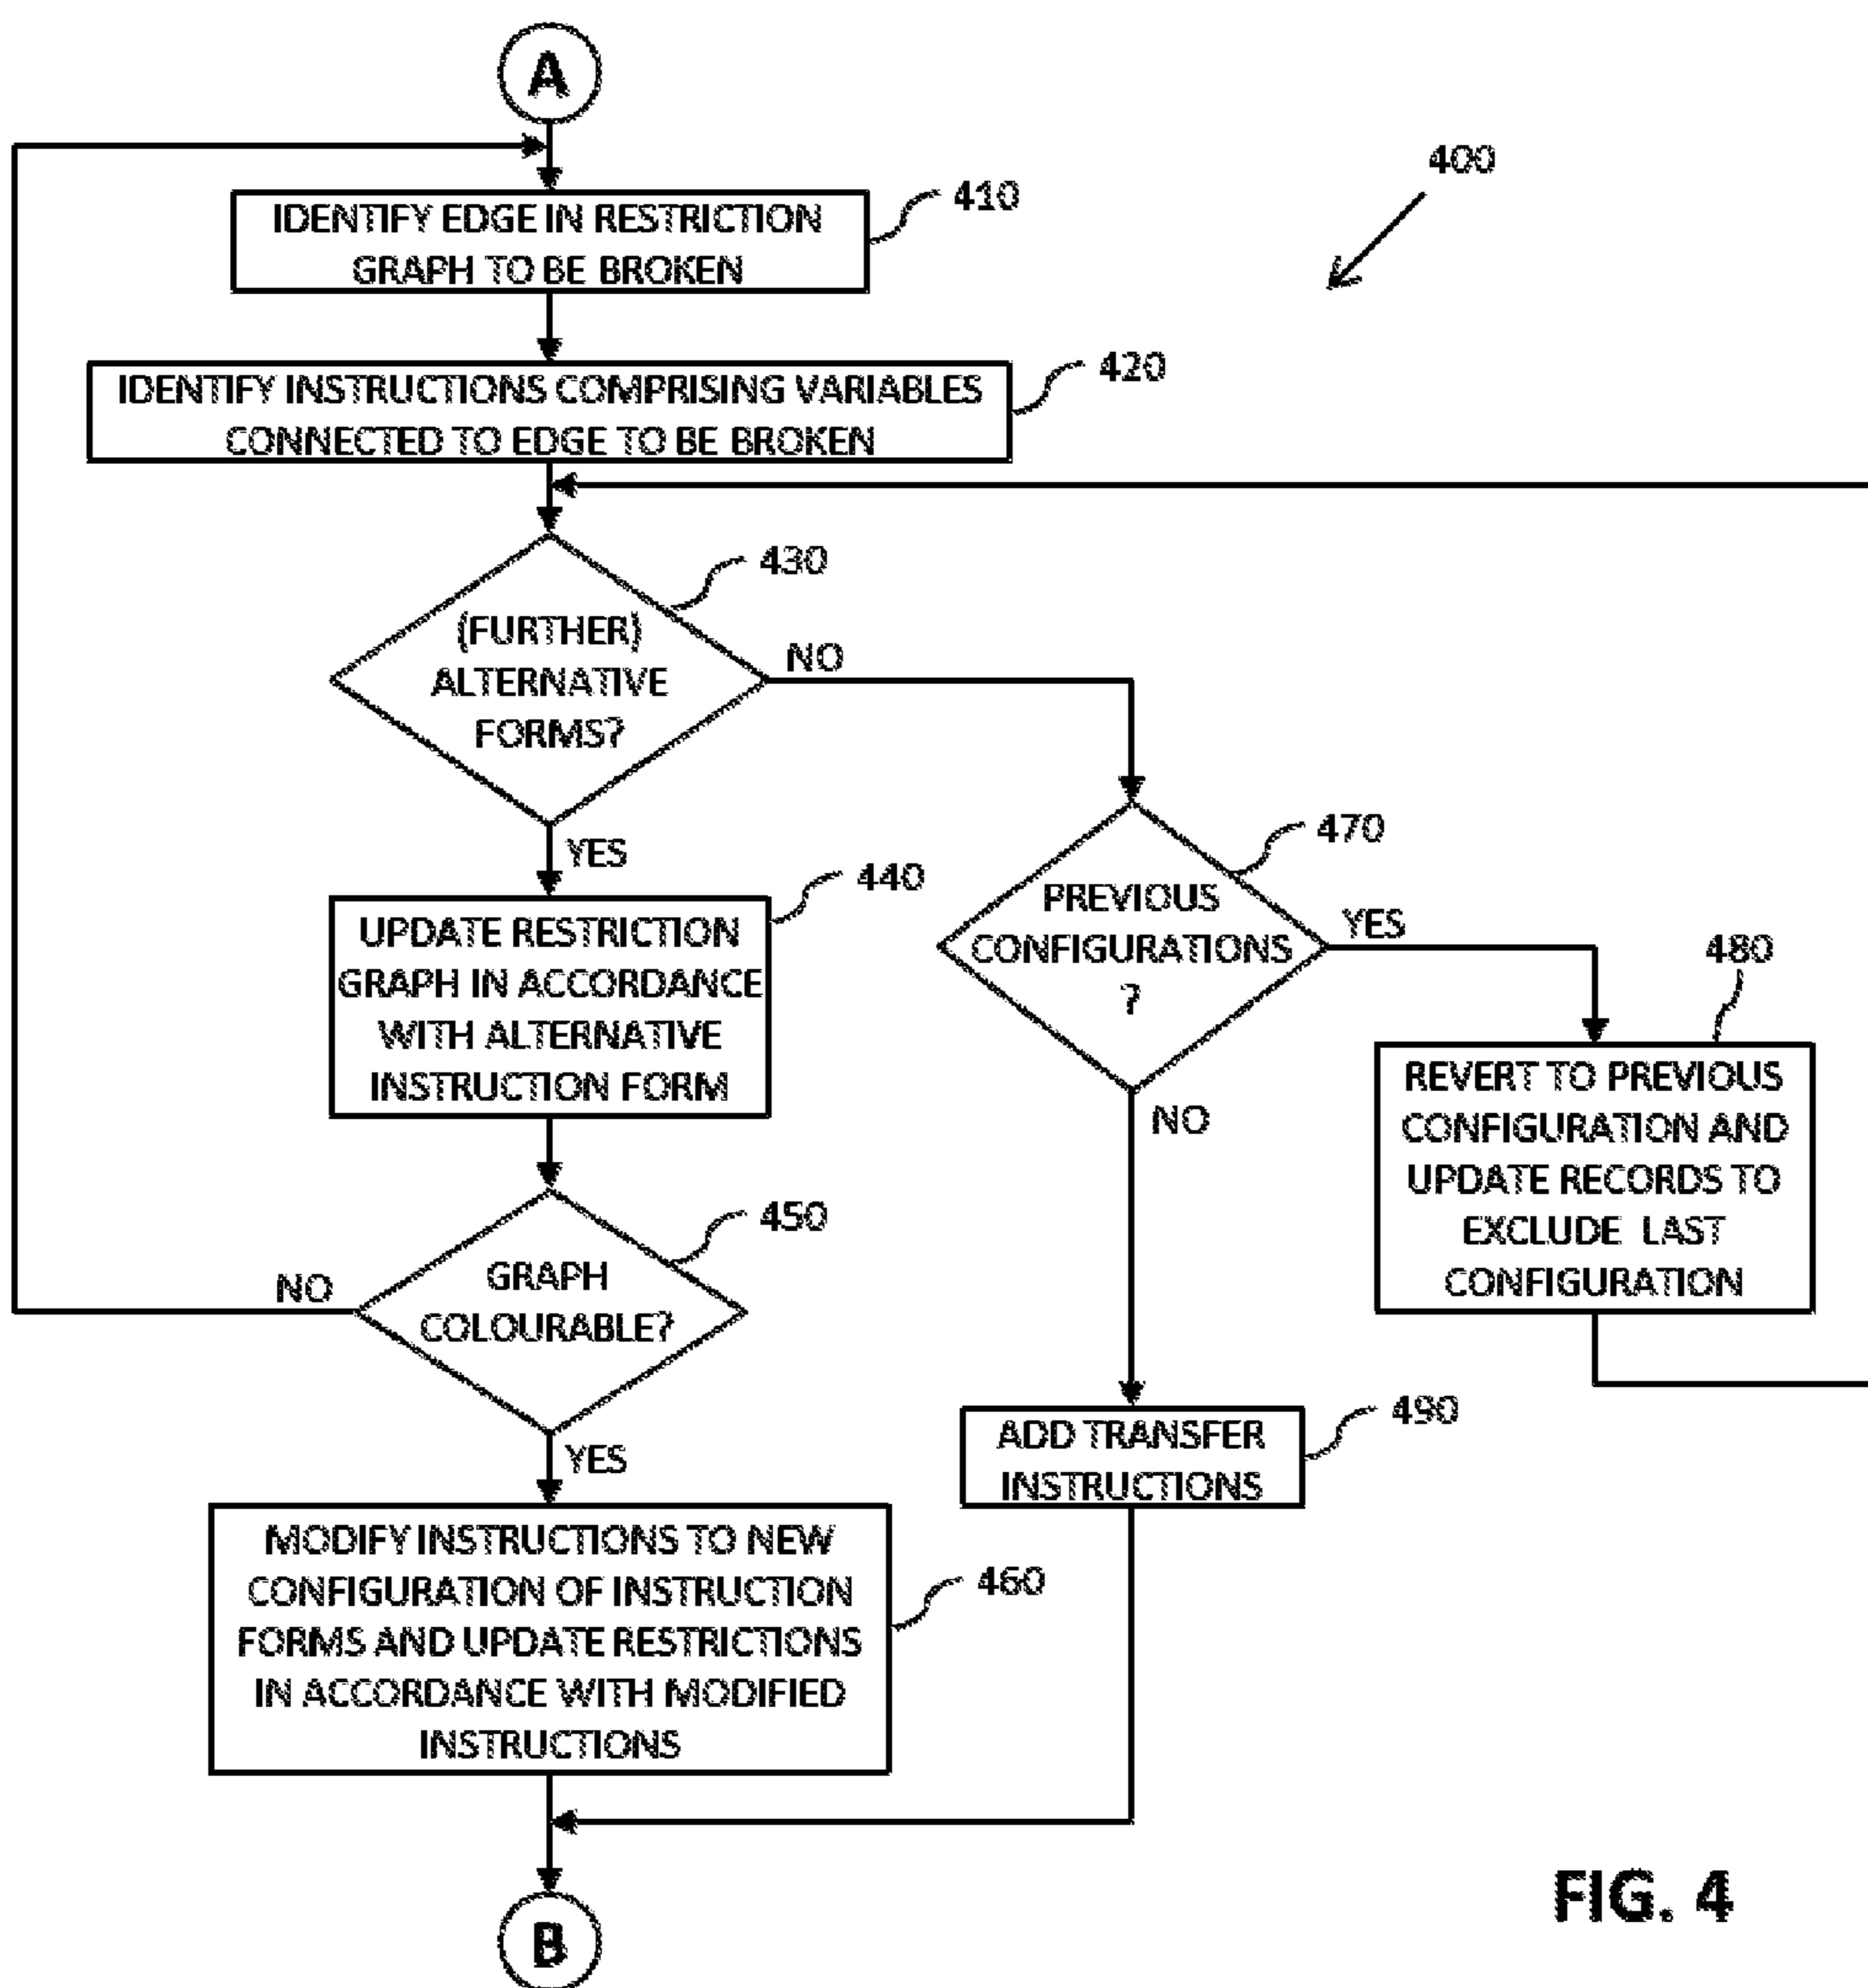 A
400
410
IDENTIFY EDGE IN RESTRICTION
GRAPH TO BE BROKEN
420
IDENTIFY INSTRUCTIONS COMPRISING VARIABLES
CONNECTED TO EDGE TO BE BROKEN
430
(FURTHER)
ALTERNATIVE
FORMS?
NO
YES
440
UPDATE RESTRICTION
GRAPH IN ACCORDANCE
WITH ALTERNATIVE
INSTRUCTION FORM
470
PREVIOUS
CONFIGURATIONS
?
YES
NO
480
REVERT TO PREVIOUS
CONFIGURATION AND
UPDATE RECORDS TO
EXCLUDE LAST
CONFIGURATION
450
GRAPH
COLOURABLE?
NO
YES
490
ADD TRANSFER
INSTRUCTIONS
460
MODIFY INSTRUCTIONS TO NEW
CONFIGURATION OF INSTRUCTION
FORMS AND UPDATE RESTRICTIONS
IN ACCORDANCE WITH MODIFIED
INSTRUCTIONS
B
FIG. 4